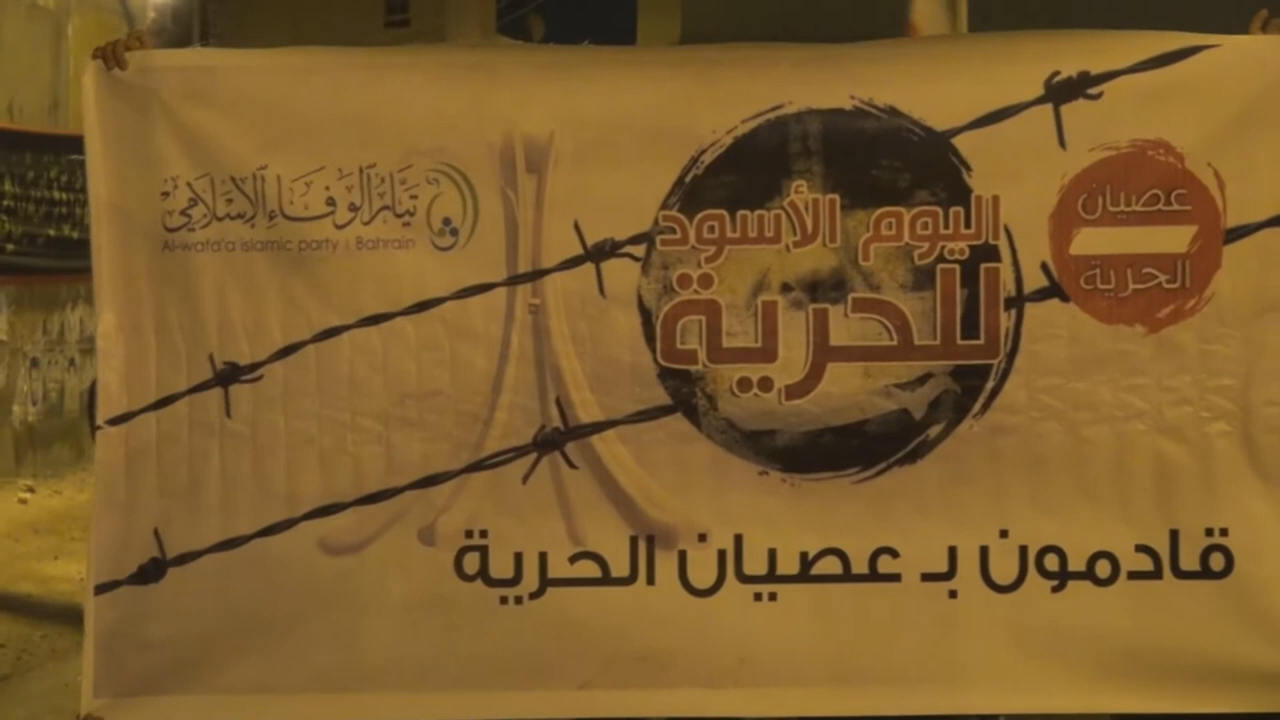 تيار الوفاء الإسلامي
Al-wafa'a islamic party | Bahrain
اليوم الأسود
للحرية
عصيان
الحرية
قادمون بـ عصيان الحرية